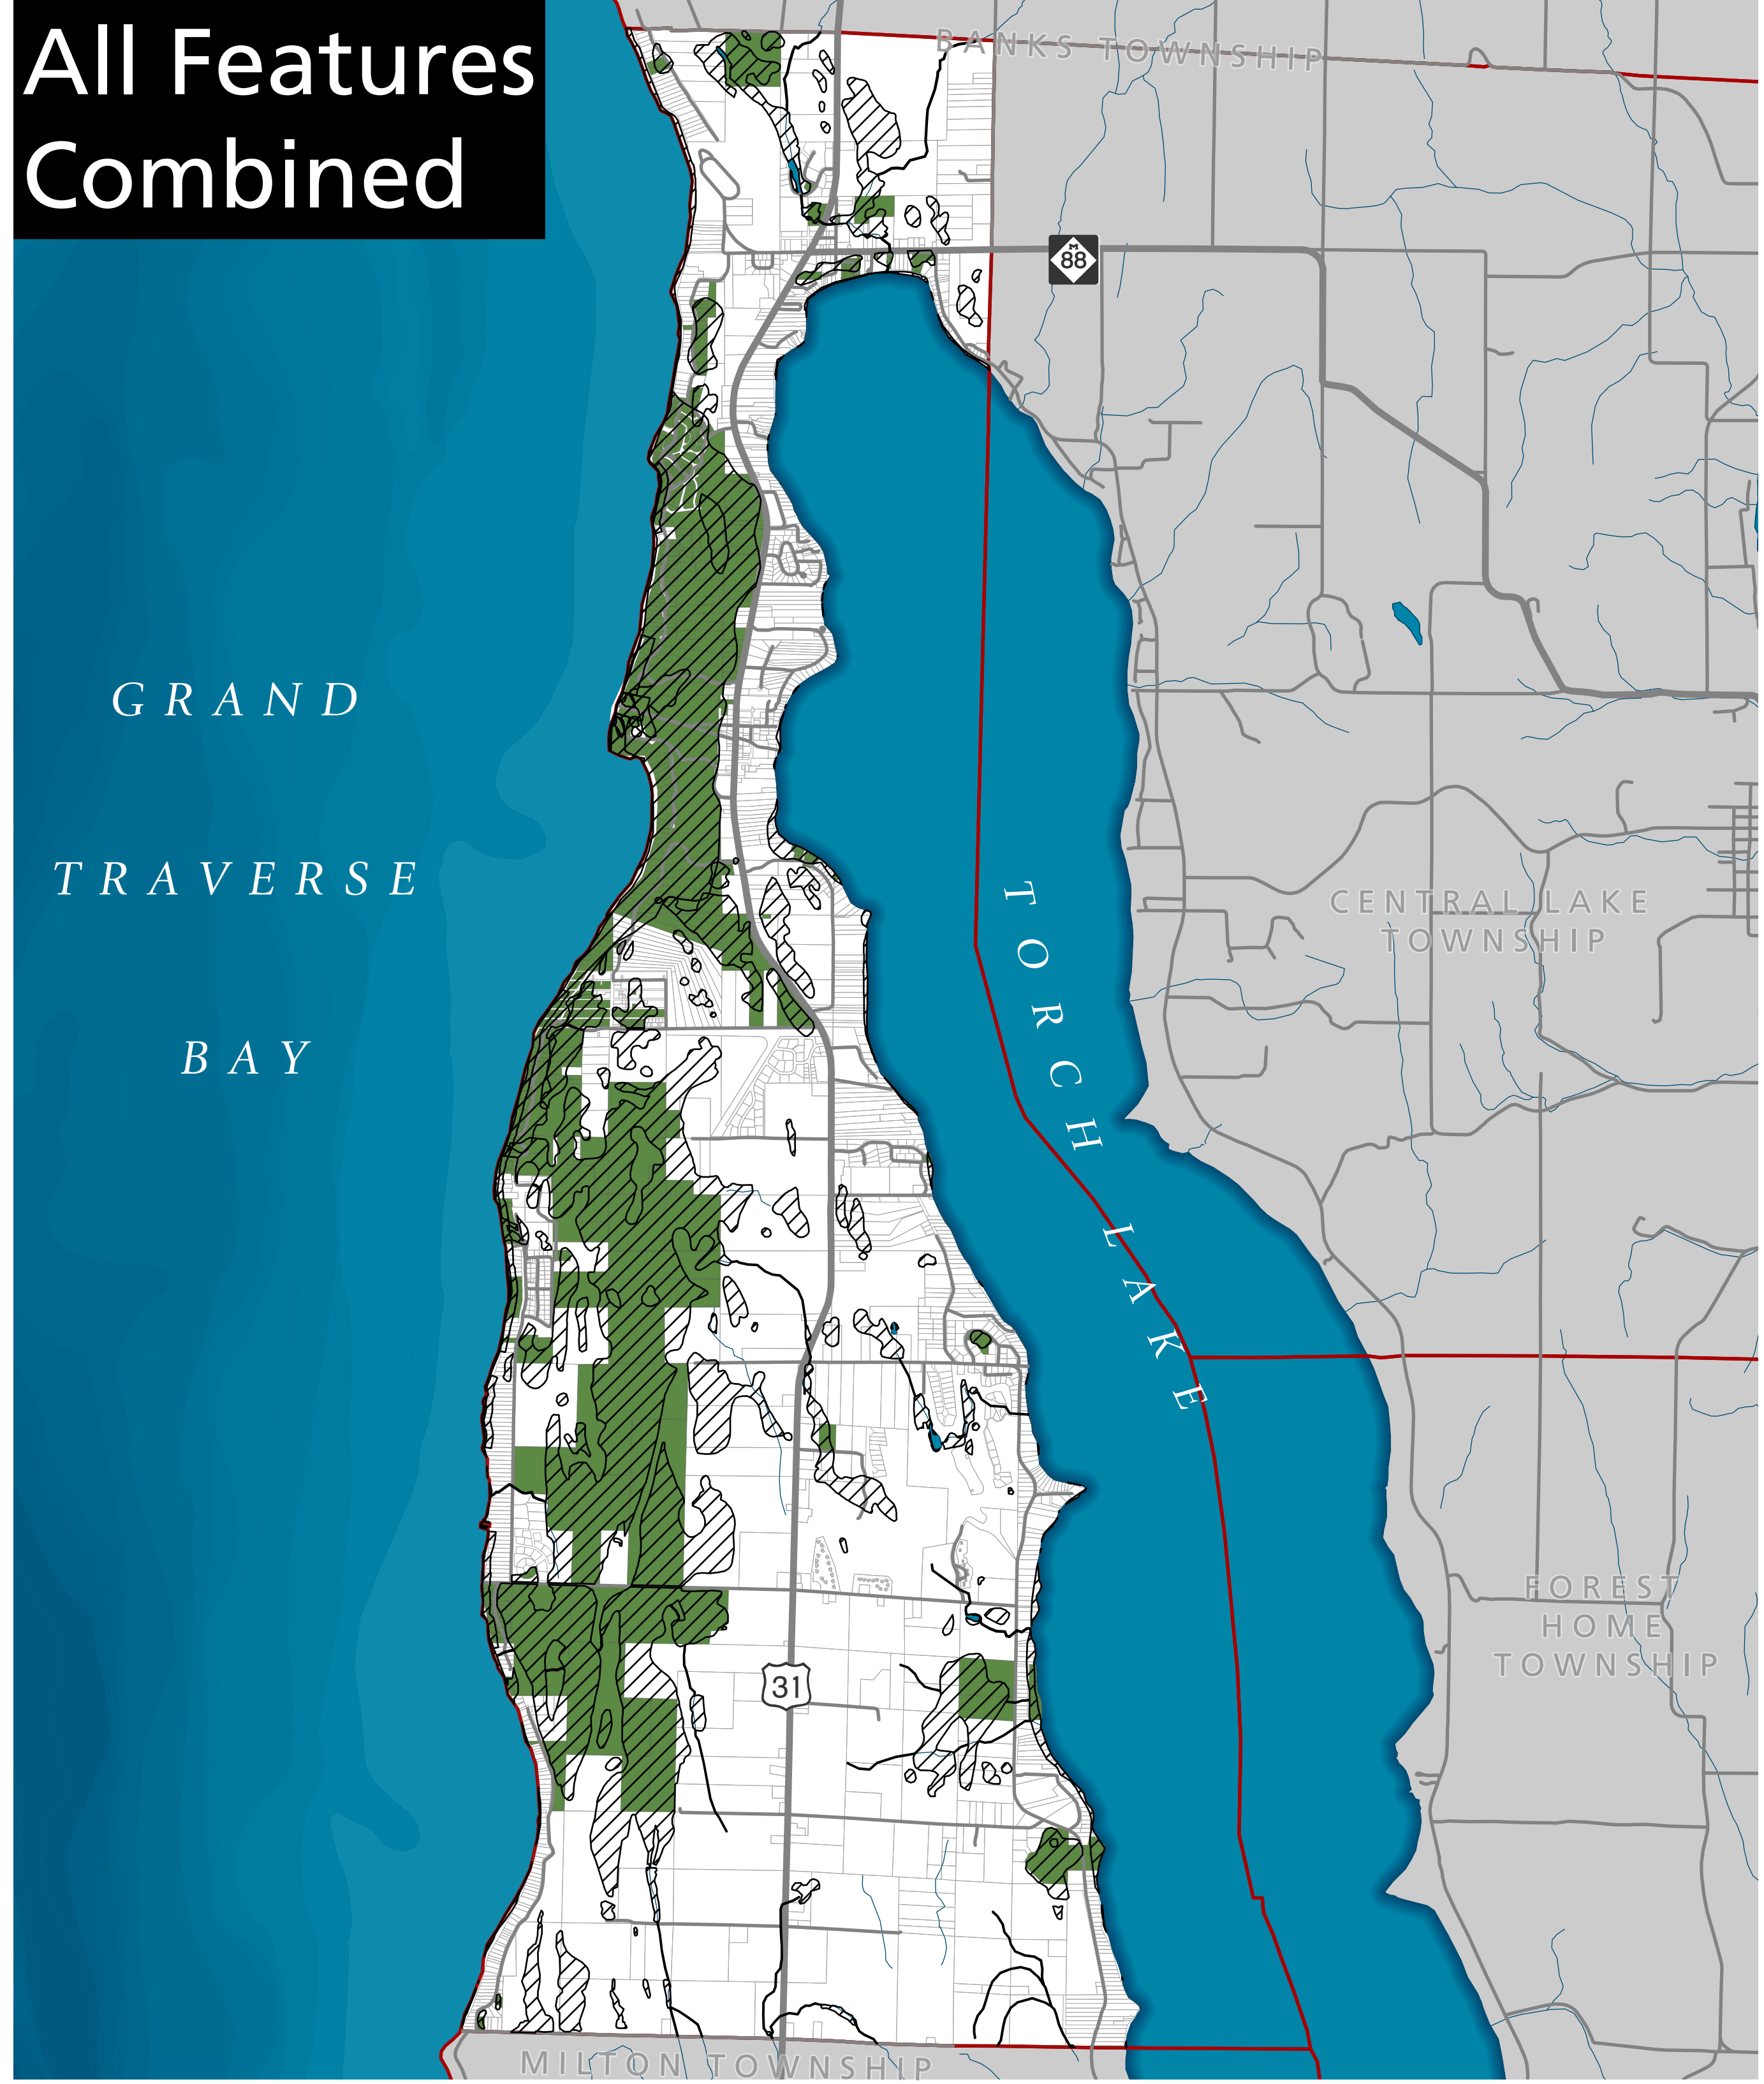 All Features
Combined
BANKS TOWNSHIP
M
88
GRAND
TRAVERSE
BAY
TORCH LAKE
CENTRAL LAKE
TOWNSHIP
FOREST
HOME
TOWNSHIP
31
MILTON TOWNSHIP